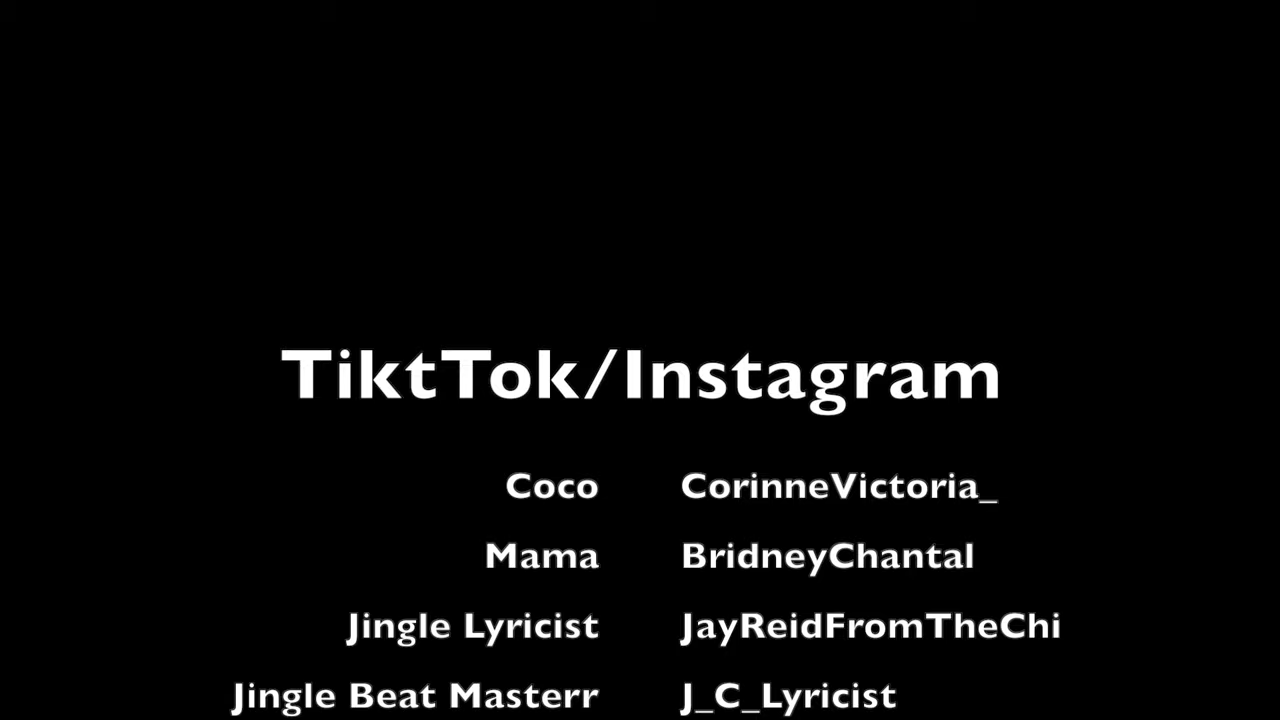 TiktTok/Instagram
Coco CorinneVictoria_
Mama BridneyChantal
Jingle Lyricist JayReidFromTheChi
Jingle Beat Masterr J_C_Lyricist